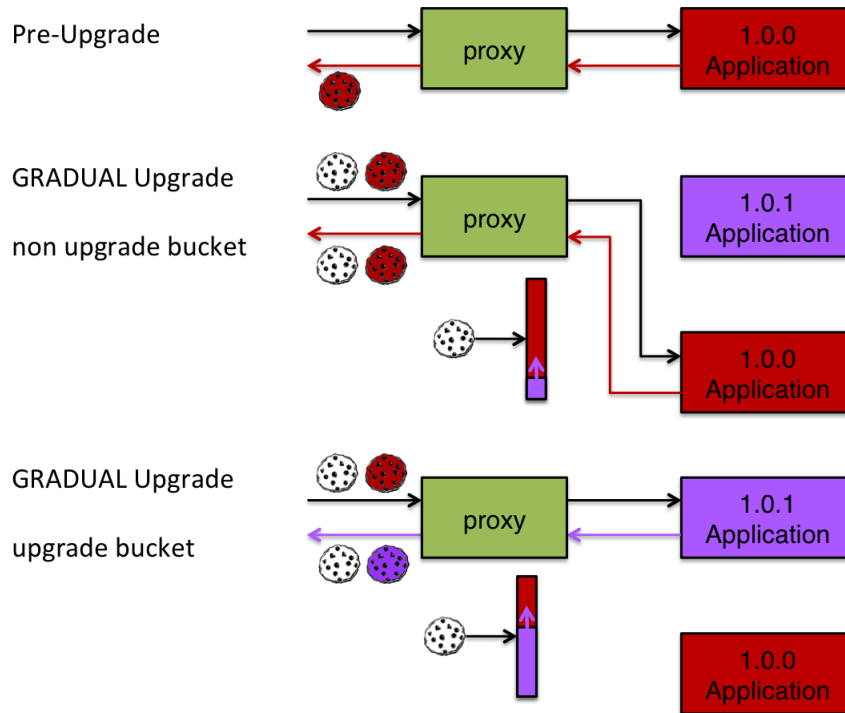 Pre-Upgrade
proxy
1.0.0
Application
GRADUAL Upgrade
non upgrade bucket
proxy
1.0.1
Application
1.0.0
Application
GRADUAL Upgrade
upgrade bucket
proxy
1.0.1
Application
1.0.0
Application